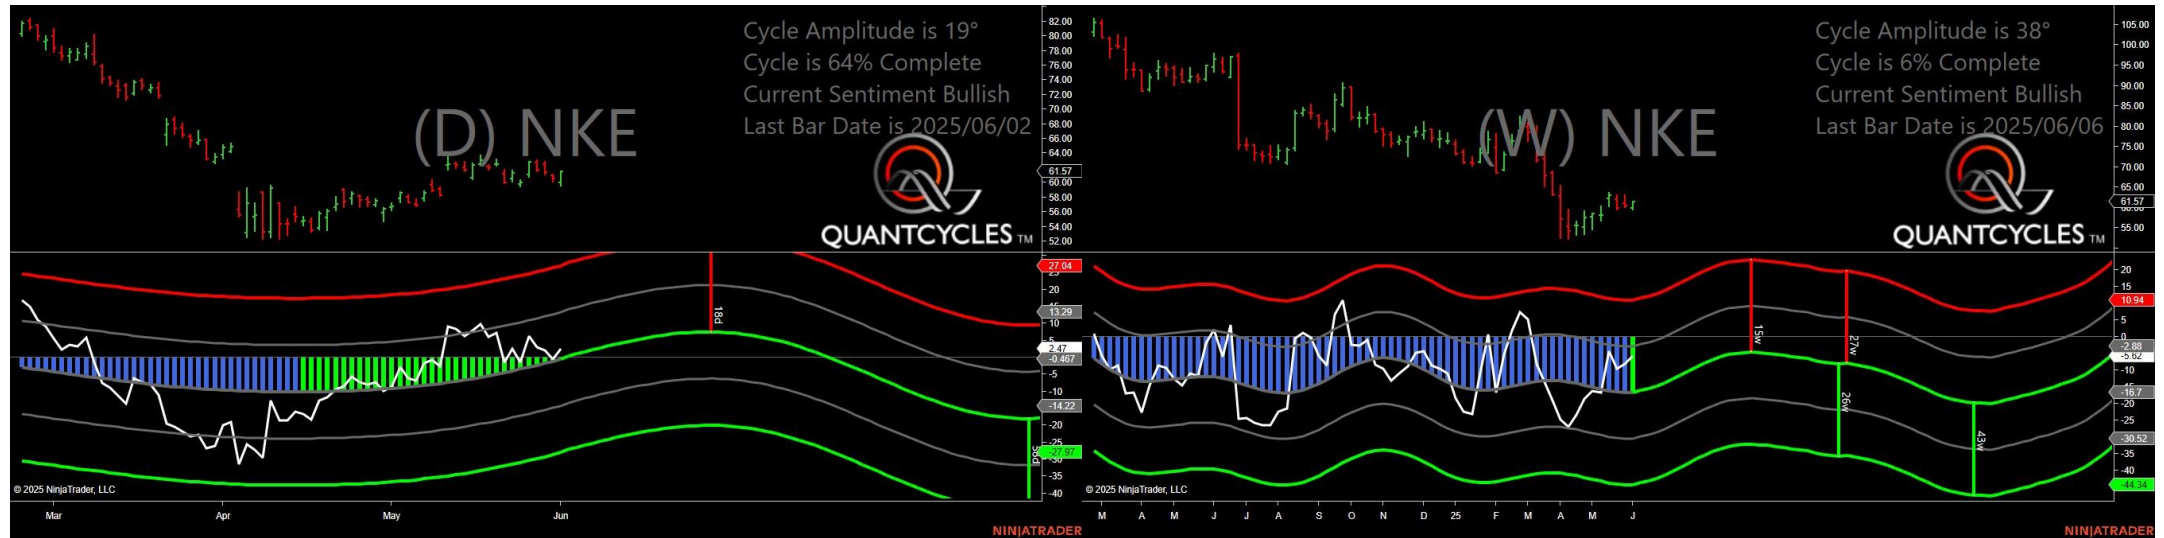 Cycle Amplitude is 19°
Cycle is 64% Complete
Current Sentiment Bullish
Last Bar Date is 2025/06/02
(D) NKE
QUANTCYCLES TM
82.00
80.00
78.00
76.00
74.00
72.00
70.00
68.00
66.00
64.00
61.57
60.00
58.00
56.00
54.00
52.00
27.04
25
20
13.29
10
5
2.47
-0.467
-5
-10
-14.22
-20
-25
-27.97
-30
-35
-40
18d
58d
© 2025 NinjaTrader, LLC
Mar
Apr
May
Jun
NINJATRADER
Cycle Amplitude is 38°
Cycle is 6% Complete
Current Sentiment Bullish
Last Bar Date is 2025/06/06
(W) NKE
QUANTCYCLES TM
105.00
100.00
95.00
90.00
85.00
80.00
75.00
70.00
65.00
61.57
60.00
55.00
20
15
10.94
5
0
-2.88
-5.62
-10
-15
-16.7
-20
-25
-30.52
-35
-40
-44.34
15w
27w
26w
43w
© 2025 NinjaTrader, LLC
M
A
M
J
J
A
S
O
N
D
25
F
M
A
M
J
NINJATRADER